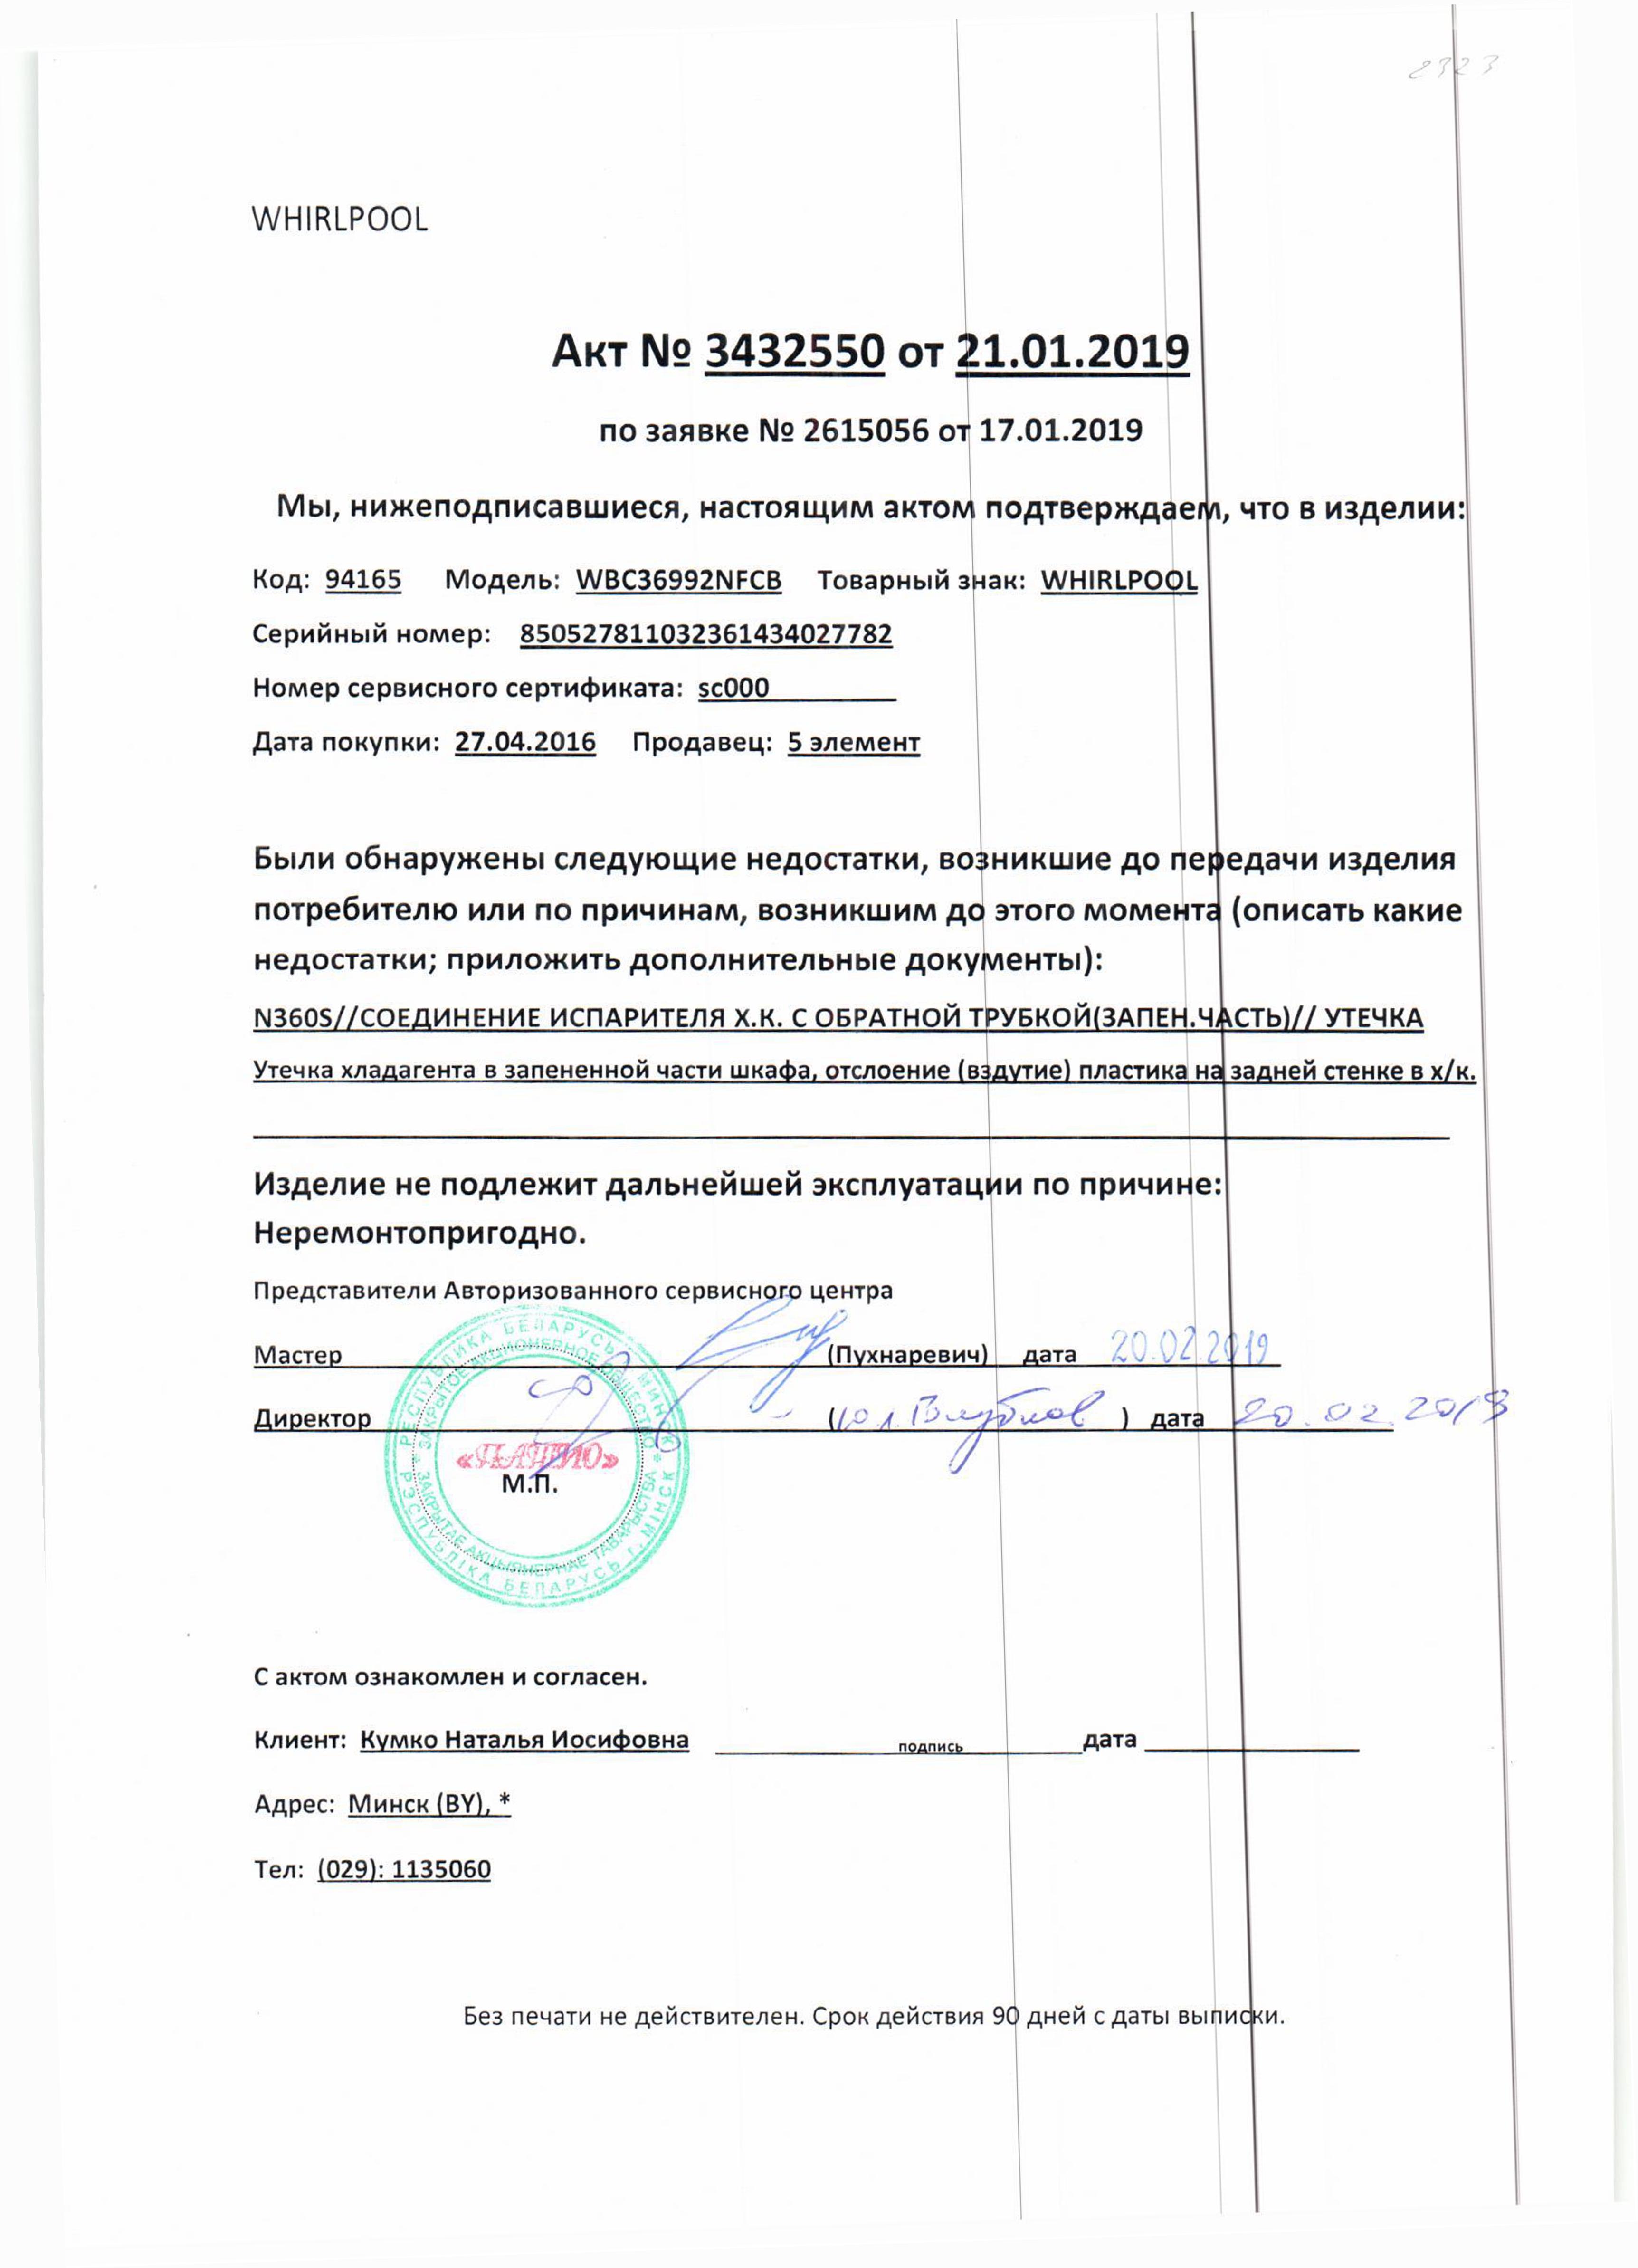 2323
WHIRLPOOL
Акт № 3432550 от 21.01.2019
по заявке № 2615056 от 17.01.2019
Мы, нижеподписавшиеся, настоящим актом подтверждаем, что в изделии:
Код: 94165 Модель: WBC36992NFCB Товарный знак: WHIRLPOOL
Серийный номер: 850527811032361434027782
Номер сервисного сертификата: sc000
Дата покупки: 27.04.2016 Продавец: 5 элемент
Были обнаружены следующие недостатки, возникшие до передачи изделия
потребителю или по причинам, возникшим до этого момента (описать какие
недостатки; приложить дополнительные документы):
N360S//СОЕДИНЕНИЕ ИСПАРИТЕЛЯ Х.К. С ОБРАТНОЙ ТРУБКОЙ(ЗАПЕН.ЧАСТЬ)// УТЕЧКА
Утечка хладагента в запененной части шкафа, отслоение (вздутие) пластика на задней стенке в х/к.
Изделие не подлежит дальнейшей эксплуатации по причине:
Неремонтопригодно.
Представители Авторизованного сервисного центра
Мастер (Пухнаревич) дата 20.02.2019
Директор ( ) дата 20.02.2019
РЕСПУБЛИКА БЕЛАРУСЬ г. МИНСК
ЗАКРЫТОЕ АКЦИОНЕРНОЕ ОБЩЕСТВО
«ПАТИО»
М.П.
ЗАКРЫТАЕ АКЦЫЯНЕРНАЕ ТАВАРЫСТВА
РЭСПУБЛІКА БЕЛАРУСЬ г. МІНСК
С актом ознакомлен и согласен.
Клиент: Кумко Наталья Иосифовна подпись дата
Адрес: Минск (BY), *
Тел: (029): 1135060
Без печати не действителен. Срок действия 90 дней с даты выписки.